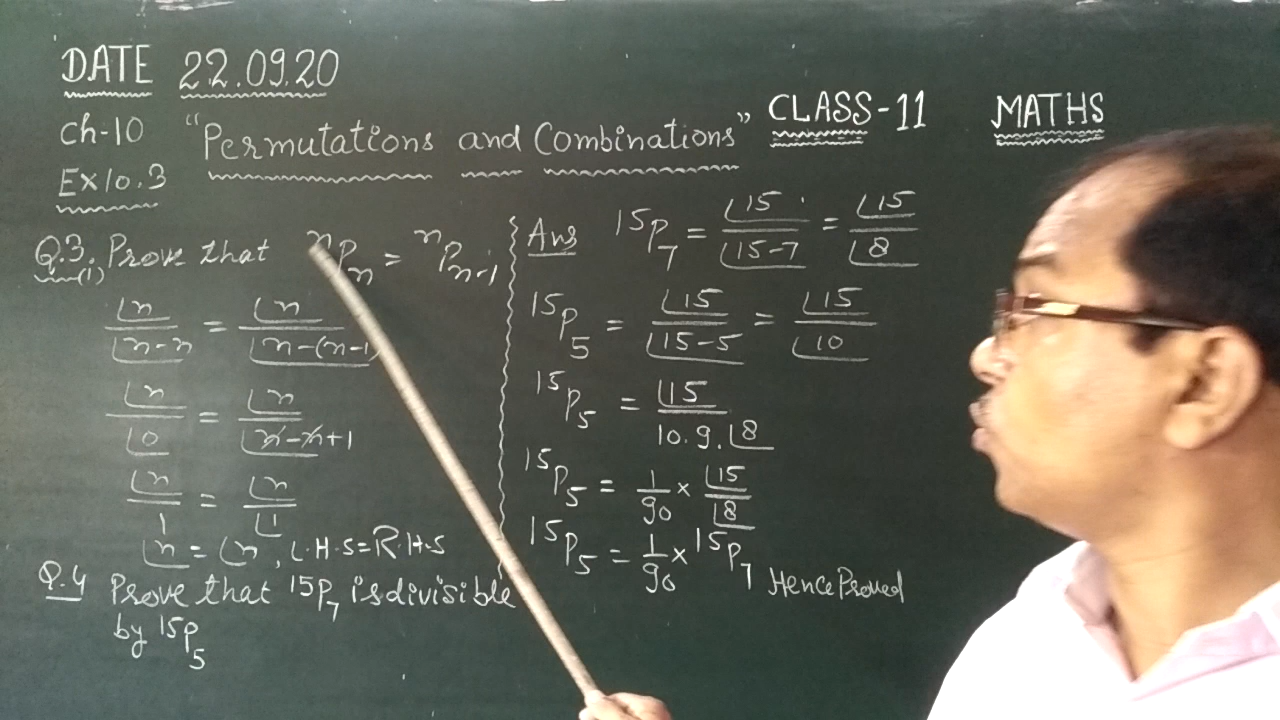 DATE 22.09.20
CLASS-11 MATHS
Ch-10 "Permutations and Combinations"
Ex10.3
Q.3.(i) Prove that ⁿPₙ = ⁿPₙ₋₁
∟n / ∟n-n = ∟n / ∟n-(n-1)
∟n / ∟0 = ∟n / ∟n-n+1
∟n / 1 = ∟n / ∟1
∟n = ∟n, L.H.S=R.H.S
Q.4 Prove that ¹⁵P₇ is divisible
by ¹⁵P₅
Ans ¹⁵P₇ = ∟15 / ∟15-7 = ∟15 / ∟8
¹⁵P₅ = ∟15 / ∟15-5 = ∟15 / ∟10
¹⁵P₅ = ∟15 / 10.9.∟8
¹⁵P₅ = 1/90 × ∟15 / ∟8
¹⁵P₅ = 1/90 × ¹⁵P₇ Hence Proved